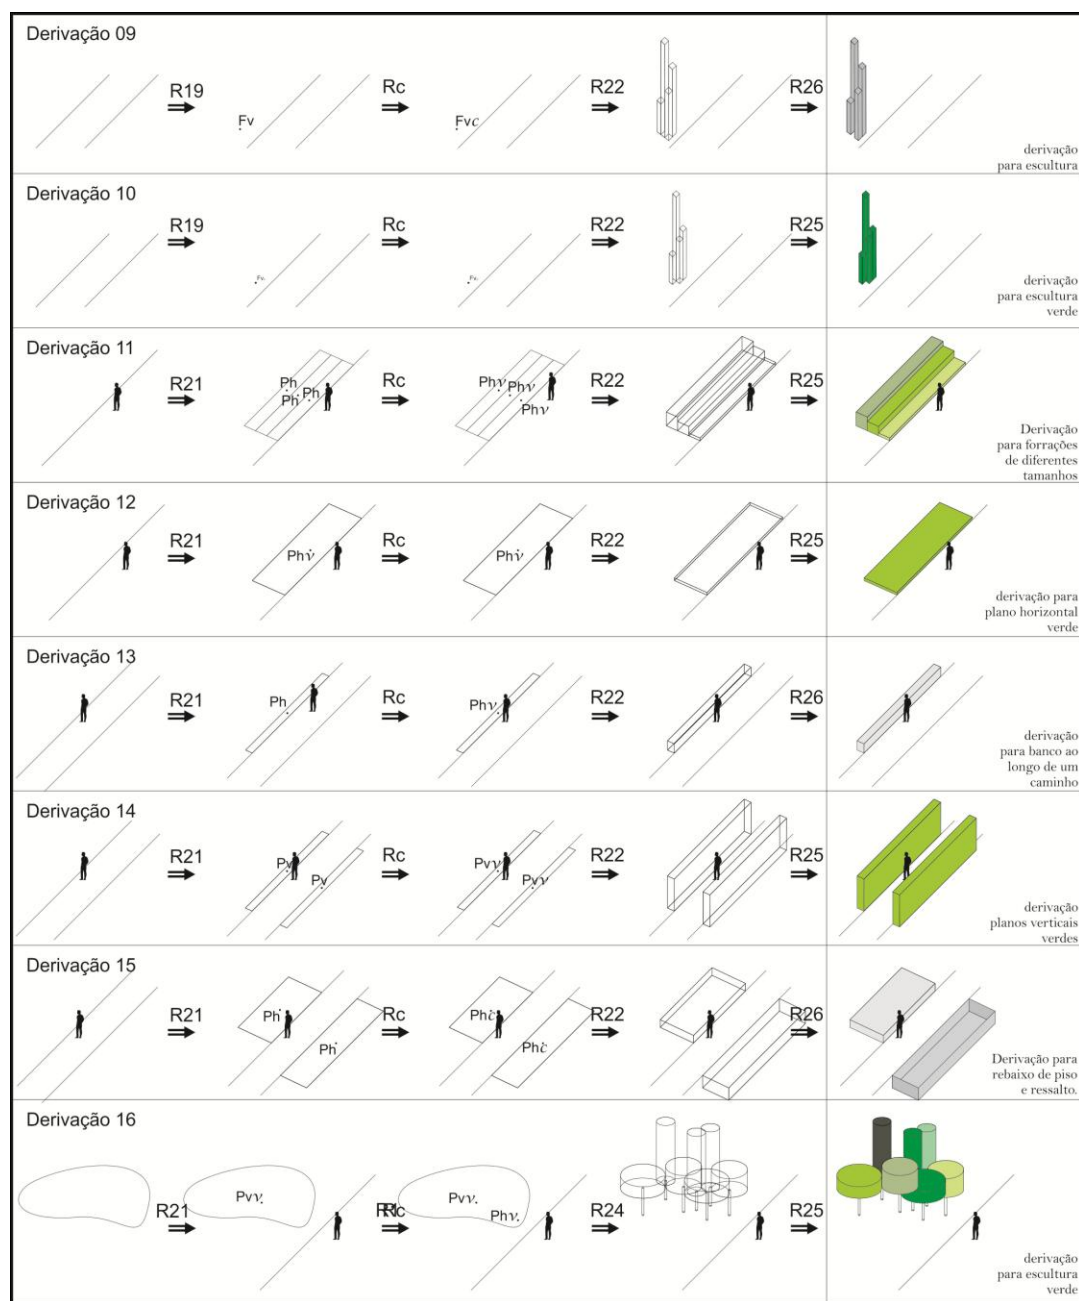 Derivação 09
R19 Rc R22 R26
Fv Fvc
derivação
para escultura
Derivação 10
R19 Rc R22 R25
derivação
para escultura
verde
Derivação 11
R21 Rc R22 R25
Ph Phv
Ph Ph Phv
Phv
Derivação
para forrações
de diferentes
tamanhos
Derivação 12
R21 Rc R22 R25
Phv Phv
derivação para
plano horizontal
verde
Derivação 13
R21 Rc R22 R26
Ph Phv
derivação
para banco ao
longo de um
caminho
Derivação 14
R21 Rc R22 R25
Pv Pvv
Pv Pvv
derivação
planos verticais
verdes
Derivação 15
R21 Rc R22 R26
Ph Phc
Ph Phc
Derivação para
rebaixo de piso
e ressalto.
Derivação 16
Pvv Pvv
Phv
R21 Rc R24 R25
derivação
para escultura
verde